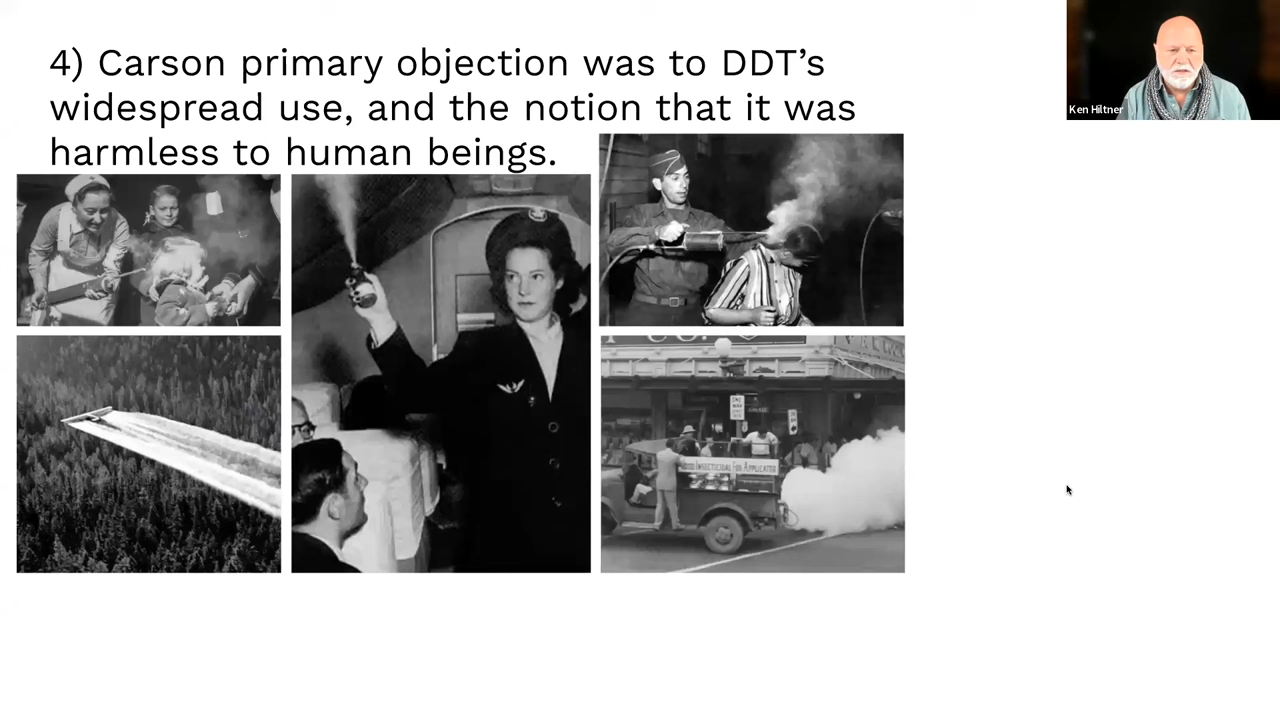 4) Carson primary objection was to DDT's
widespread use, and the notion that it was
harmless to human beings.
Ken Hiltner
INSECTICIDAL FOG APPLICATOR